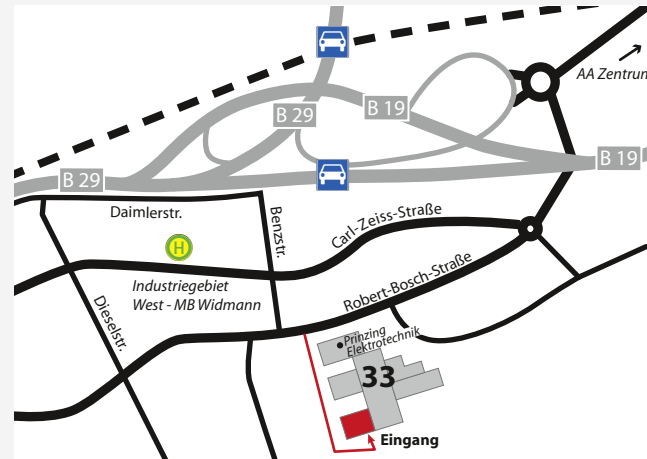 AA Zentrum
B 29
B 19
B 19
B 29
Daimlerstr.
Benzstr.
Carl-Zeiss-Straße
H
Industriegebiet
West - MB Widmann
Robert-Bosch-Straße
Dieselstr.
Prinzing
Elektrotechnik
33
Eingang